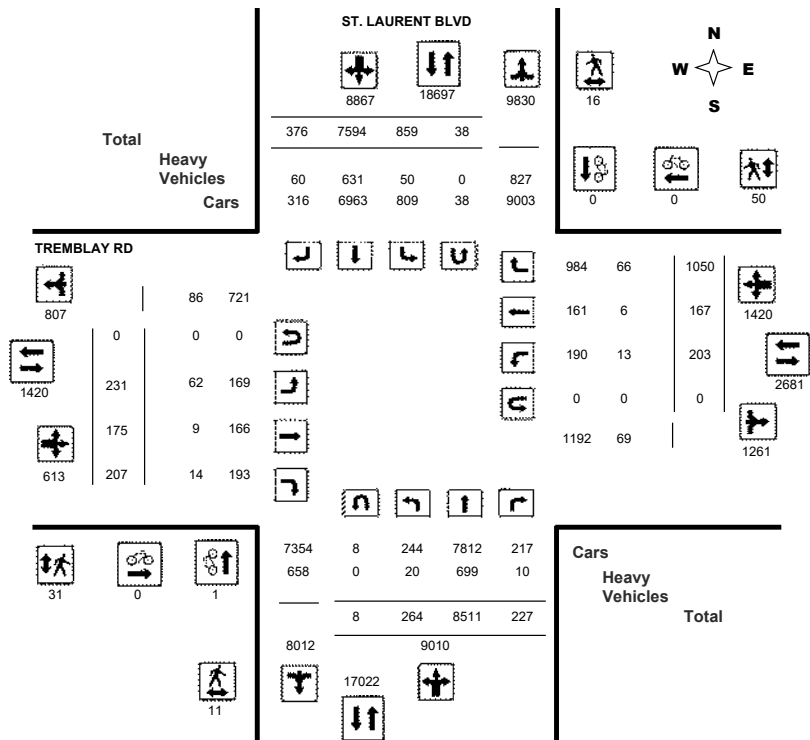 ST. LAURENT BLVD
N
W E
S
8867 18697 9830 16
Total 376 7594 859 38
Heavy
Vehicles 60 631 50 0 827
Cars 316 6963 809 38 9003
0 0 50
TREMBLAY RD
807 86 721
984 66 1050
1420
0 0 0
161 6 167
1420 231 62 169
190 13 203
2681
175 9 166
0 0 0
613 207 14 193
1192 69
1261
7354 8 244 7812 217
658 0 20 699 10
8 264 8511 227
8012 9010
17022
31 0 1
11
Cars
Heavy
Vehicles
Total